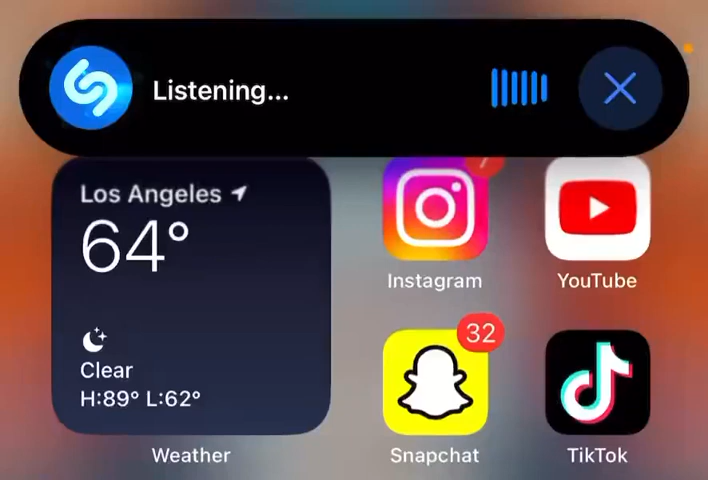 Listening...
Los Angeles
64°
Clear
H:89° L:62°
Weather
Instagram
YouTube
32
Snapchat
TikTok